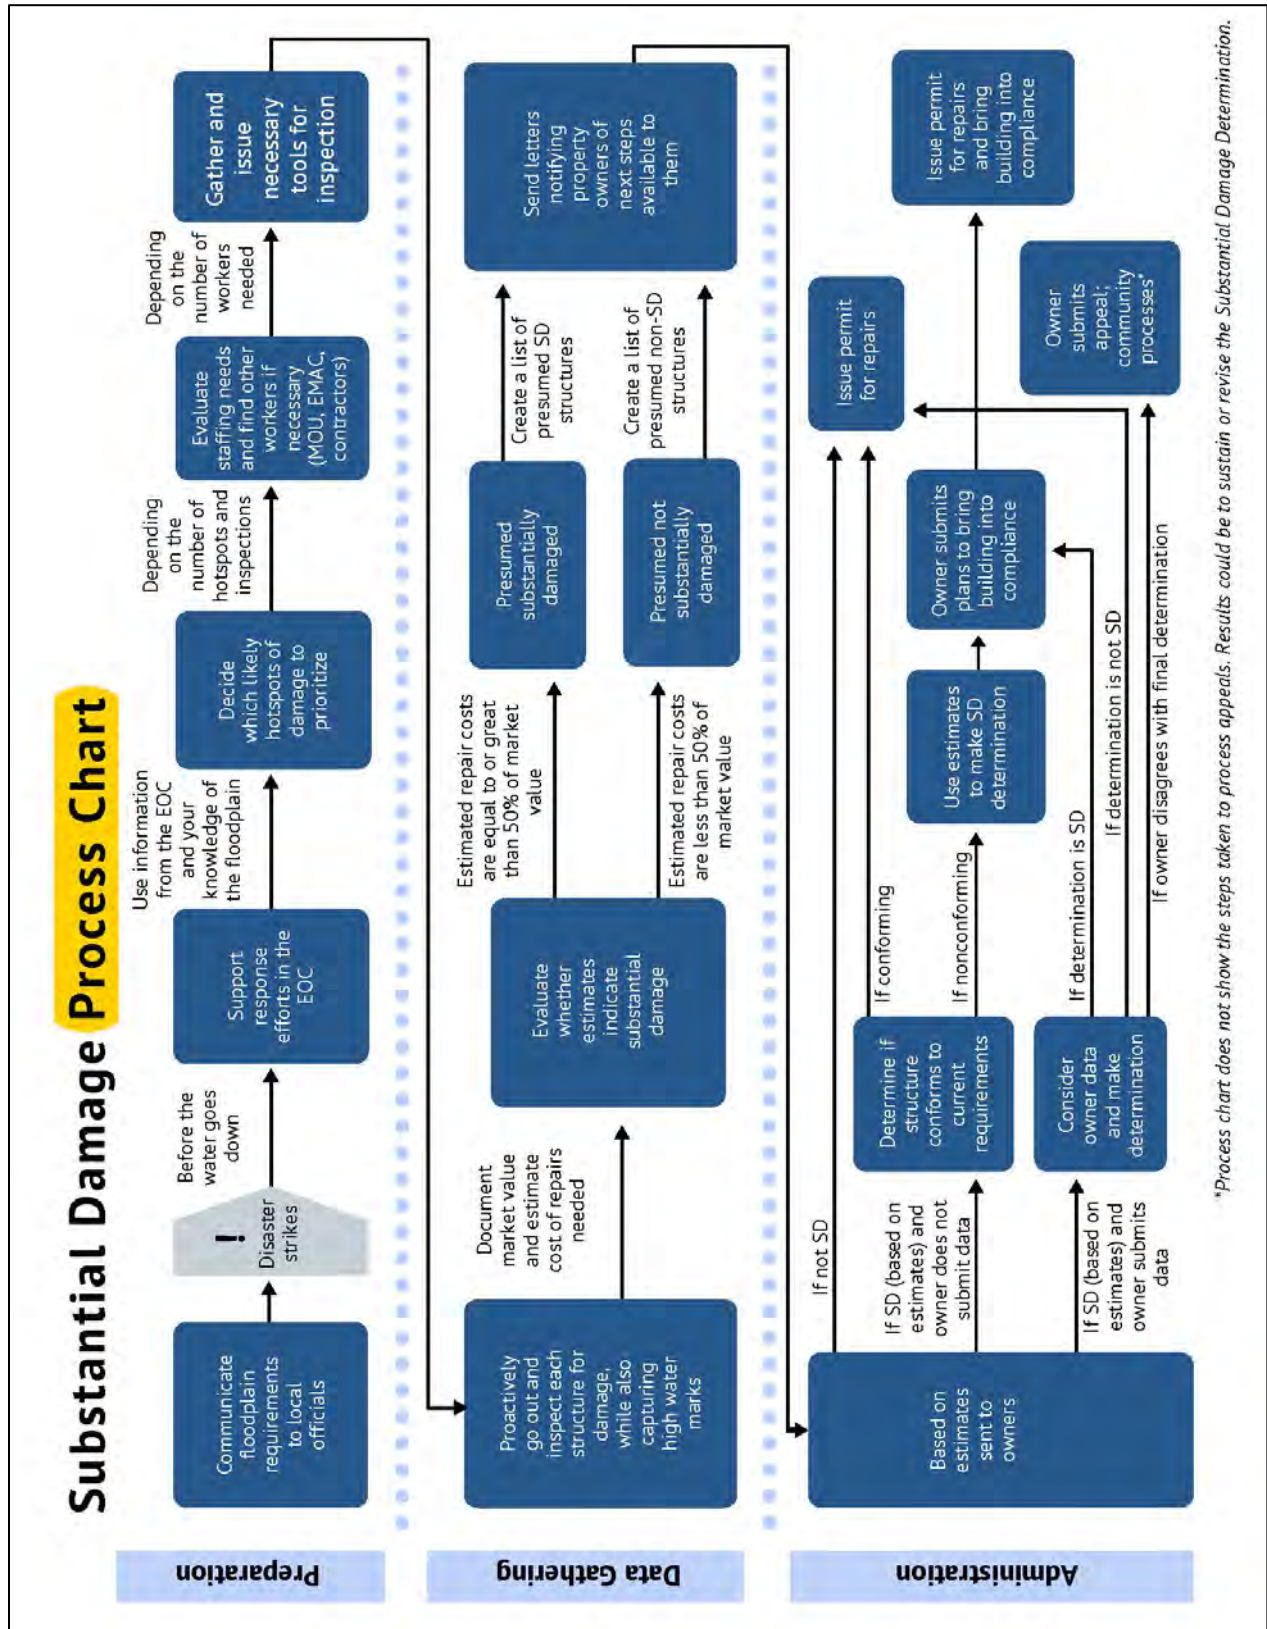 Substantial Damage Process Chart
Preparation
Communicate
floodplain
requirements
to local
officials
!
Disaster
strikes
Before the
water goes
down
Support
response
efforts in the
EOC
Use information
from the EOC
and your
knowledge of
the floodplain
Decide
which likely
hotspots of
damage to
prioritize
Depending
on the
number of
hotspots and
inspections
Evaluate
staffing needs
and find other
workers if
necessary
(MOU, EMAC,
contractors)
Depending
on the
number of
workers
needed
Gather and
issue
necessary
tools for
inspection
Data Gathering
Proactively
go out and
inspect each
structure for
damage,
while also
capturing
high water
marks
Document
market value
and estimate
cost of repairs
needed
Evaluate
whether
estimates
indicate
substantial
damage
Estimated repair costs
are equal to or great
than 50% of market
value
Presumed
substantially
damaged
Create a list of
presumed SD
structures
Estimated repair costs
are less than 50% of
market value
Presumed not
substantially
damaged
Create a list of
presumed non-SD
structures
Send letters
notifying
property
owners of
next steps
available to
them
Administration
Based on
estimates
sent to
owners
If not SD
If SD (based on
estimates) and
owner does not
submit data
If SD (based on
estimates) and
owner submits
data
Determine if
structure
conforms to
current
requirements
If conforming
If nonconforming
Consider
owner data
and make
determination
If determination is SD
If determination is not SD
If owner disagrees with final determination
Use estimates
to make SD
determination
Owner submits
plans to bring
building into
compliance
Issue permit
for repairs
Owner
submits
appeal;
community
processes*
Issue permit
for repairs
and bring
building into
compliance
*Process chart does not show the steps taken to process appeals. Results could be to sustain or revise the Substantial Damage Determination.